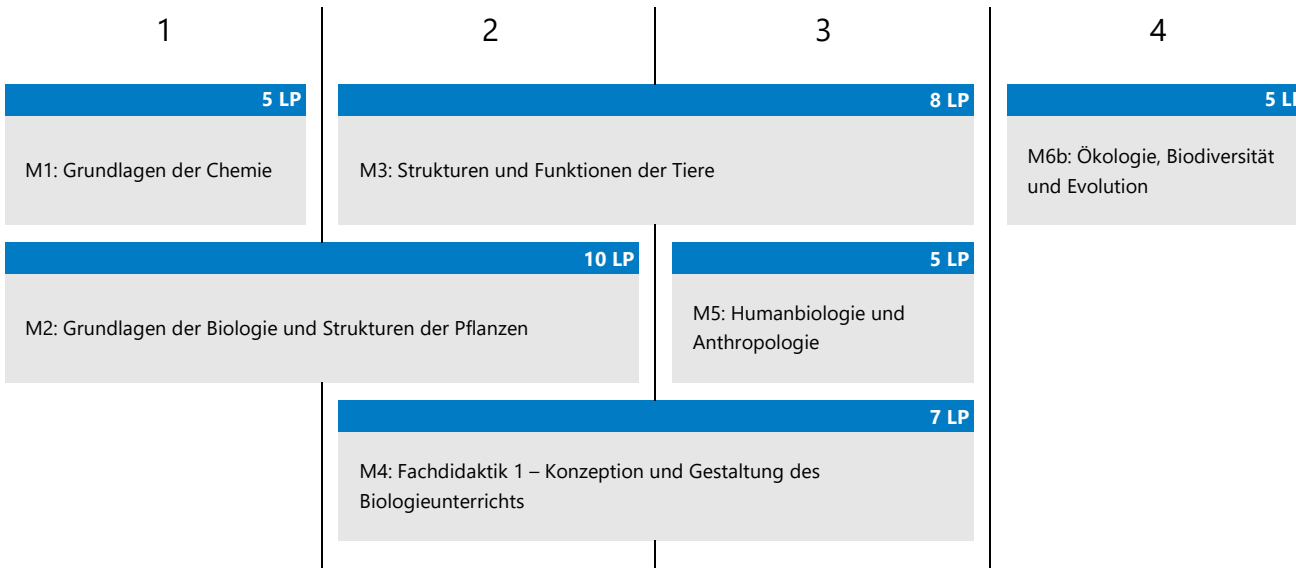 1
2
3
4
5 LP
8 LP
5 LP
M1: Grundlagen der Chemie
M3: Strukturen und Funktionen der Tiere
M6b: Ökologie, Biodiversität
und Evolution
10 LP
5 LP
M2: Grundlagen der Biologie und Strukturen der Pflanzen
M5: Humanbiologie und
Anthropologie
7 LP
M4: Fachdidaktik 1 – Konzeption und Gestaltung des
Biologieunterrichts